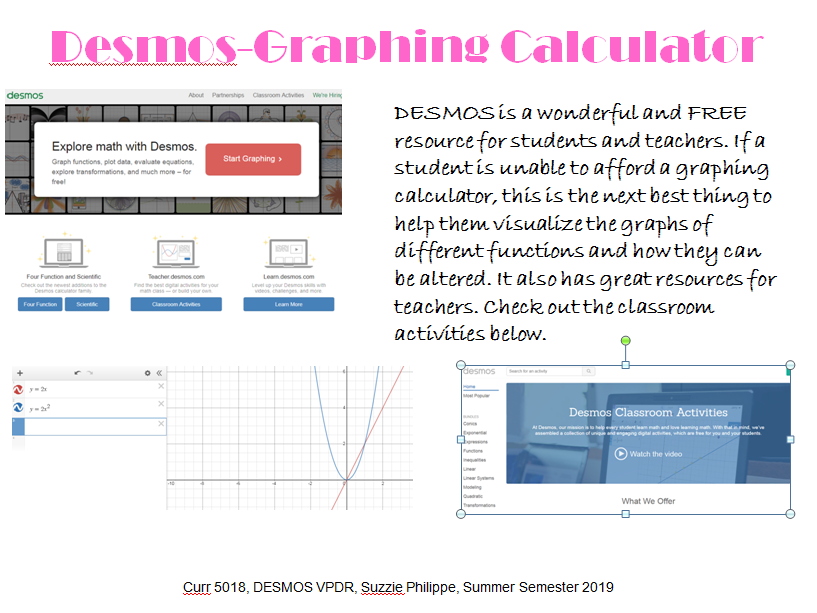 Desmos-Graphing Calculator
desmos
About Partnerships Classroom Activities We're Hiring
Explore math with Desmos.
Graph functions, plot data, evaluate equations,
explore transformations, and much more – for
free!
Start Graphing ›
Four Function and Scientific
Check out the newest additions to the
Desmos calculator family.
Four Function Scientific
Teacher.desmos.com
Find the best digital activities for your
math class — or build your own.
Classroom Activities
Learn.desmos.com
Level up your Desmos skills with
videos, challenges, and more.
Learn More
DESMOS is a wonderful and FREE
resource for students and teachers. If a
student is unable to afford a graphing
calculator, this is the next best thing to
help them visualize the graphs of
different functions and how they can
be altered. It also has great resources for
teachers. Check out the classroom
activities below.
y = 2x
y = 2x²
6
4
2
-10 -8 -6 -4 -2 0 2
desmos
Search for an activity
Home
Most Popular
Conics
Exponential
Expressions
Functions
Inequalities
Linear
Linear Systems
Modeling
Quadratic
Transformations
Desmos Classroom Activities
At Desmos, our mission is to help every student learn math and love learning math. With that in mind, we've
assembled a collection of unique and engaging digital activities, which are free for you and your students.
Watch the video
What We Offer
Curr 5018, DESMOS VPDR, Suzzie Philippe, Summer Semester 2019